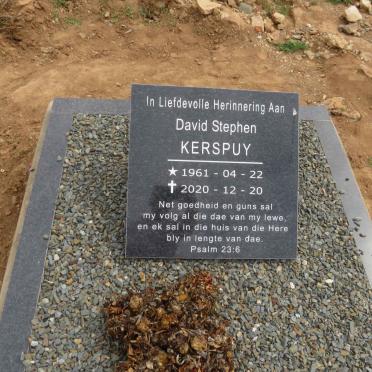 In Liefdevolle Herinnering Aan
David Stephen
KERSPUY
★ 1961 - 04 - 22
✝ 2020 - 12 - 20
Net goedheid en guns sal
my volg al die dae van my lewe,
en ek sal in die huis van die Here
bly in lengte van dae.
Psalm 23:6